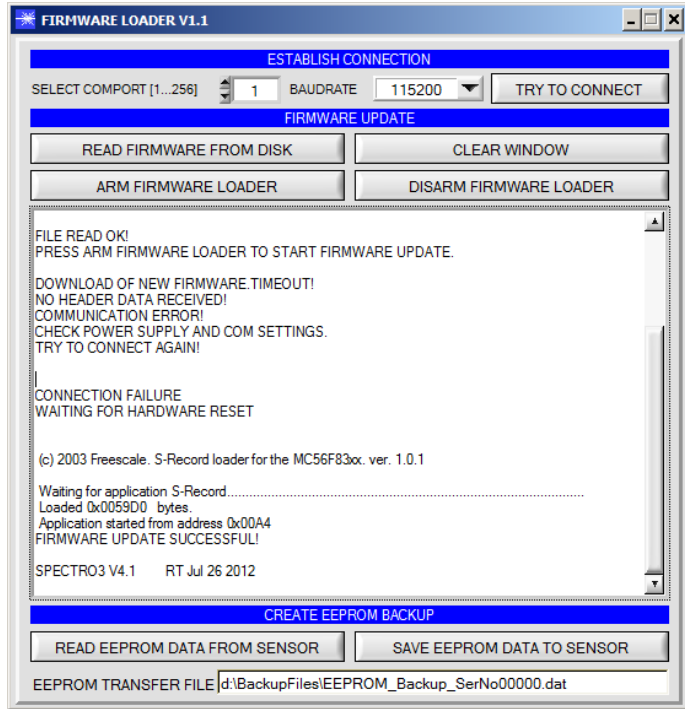 FIRMWARE LOADER V1.1
ESTABLISH CONNECTION
SELECT COMPORT [1...256] 1 BAUDRATE 115200 TRY TO CONNECT
FIRMWARE UPDATE
READ FIRMWARE FROM DISK CLEAR WINDOW
ARM FIRMWARE LOADER DISARM FIRMWARE LOADER
FILE READ OK!
PRESS ARM FIRMWARE LOADER TO START FIRMWARE UPDATE.
DOWNLOAD OF NEW FIRMWARE.TIMEOUT!
NO HEADER DATA RECEIVED!
COMMUNICATION ERROR!
CHECK POWER SUPPLY AND COM SETTINGS.
TRY TO CONNECT AGAIN!
CONNECTION FAILURE
WAITING FOR HARDWARE RESET
(c) 2003 Freescale. S-Record loader for the MC56F83xx. ver. 1.0.1
Waiting for application S-Record.......................................................................................
Loaded 0x0059D0 bytes.
Application started from address 0x00A4
FIRMWARE UPDATE SUCCESSFUL!
SPECTRO3 V4.1 RT Jul 26 2012
CREATE EEPROM BACKUP
READ EEPROM DATA FROM SENSOR SAVE EEPROM DATA TO SENSOR
EEPROM TRANSFER FILE d:\BackupFiles\EEPROM_Backup_SerNo00000.dat